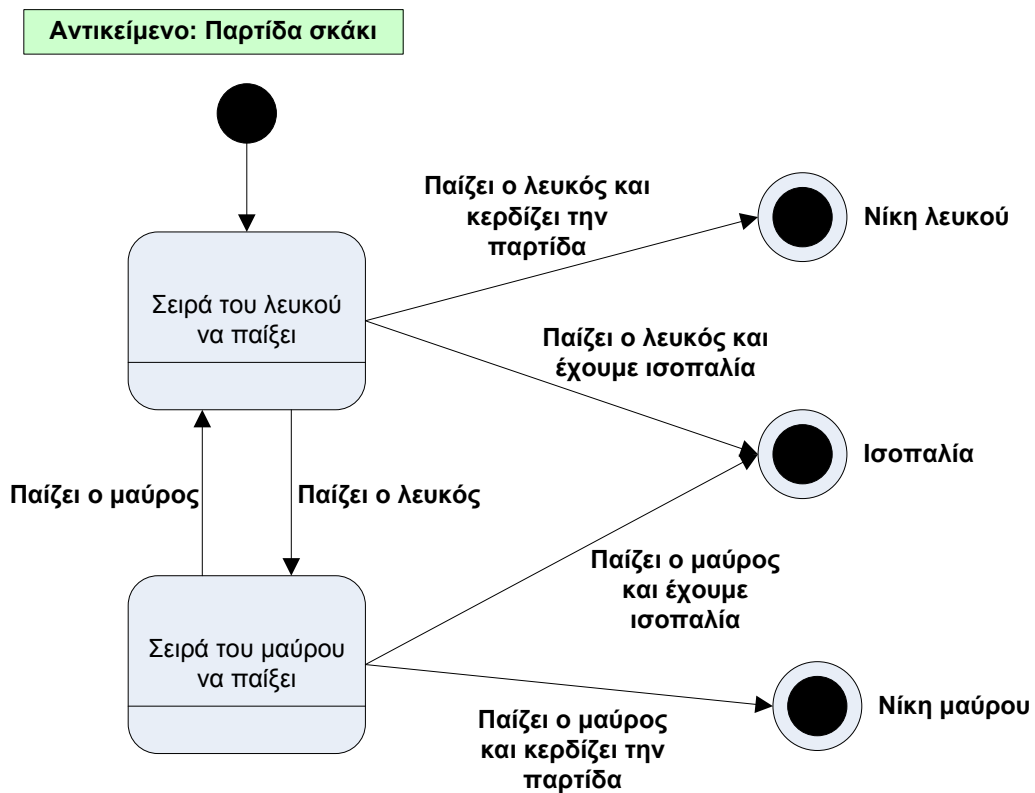 Αντικείμενο: Παρτίδα σκάκι
Παίζει ο λευκός και
κερδίζει την
παρτίδα
Νίκη λευκού
Σειρά του λευκού
να παίξει
Παίζει ο λευκός και
έχουμε ισοπαλία
Ισοπαλία
Παίζει ο μαύρος
Παίζει ο λευκός
Παίζει ο μαύρος
και έχουμε
ισοπαλία
Σειρά του μαύρου
να παίξει
Νίκη μαύρου
Παίζει ο μαύρος
και κερδίζει την
παρτίδα